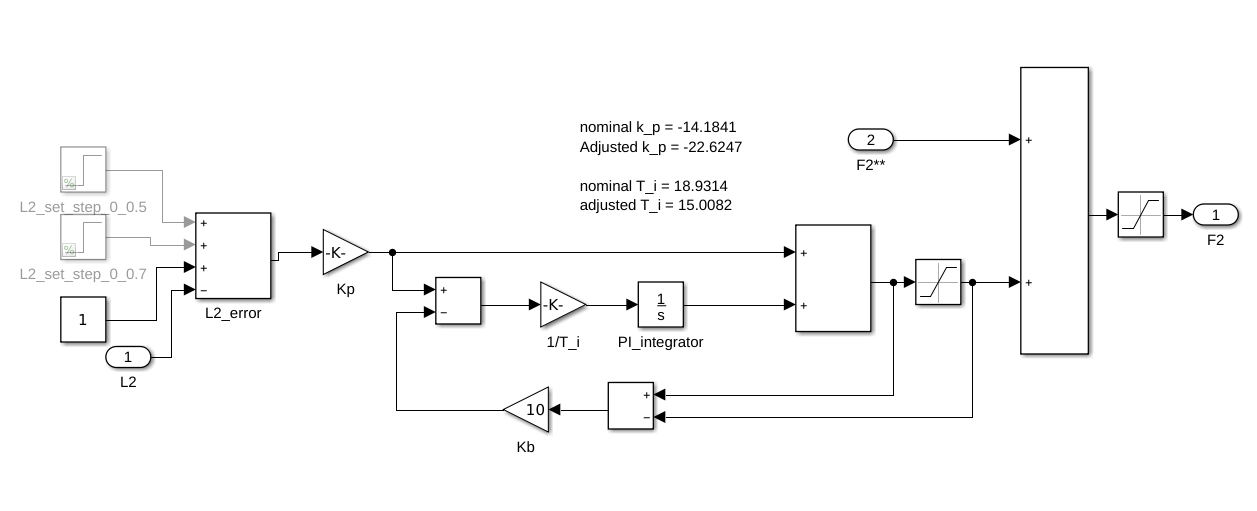 nominal k_p = -14.1841
Adjusted k_p = -22.6247
nominal T_i = 18.9314
adjusted T_i = 15.0082
2
F2**
+
%
L2_set_step_0_0.5
%
L2_set_step_0_0.7
+
+
+
−
L2_error
1
1
L2
-K-
Kp
+
−
-K-
1/T_i
1
s
PI_integrator
+
+
+
1
F2
+
−
10
Kb